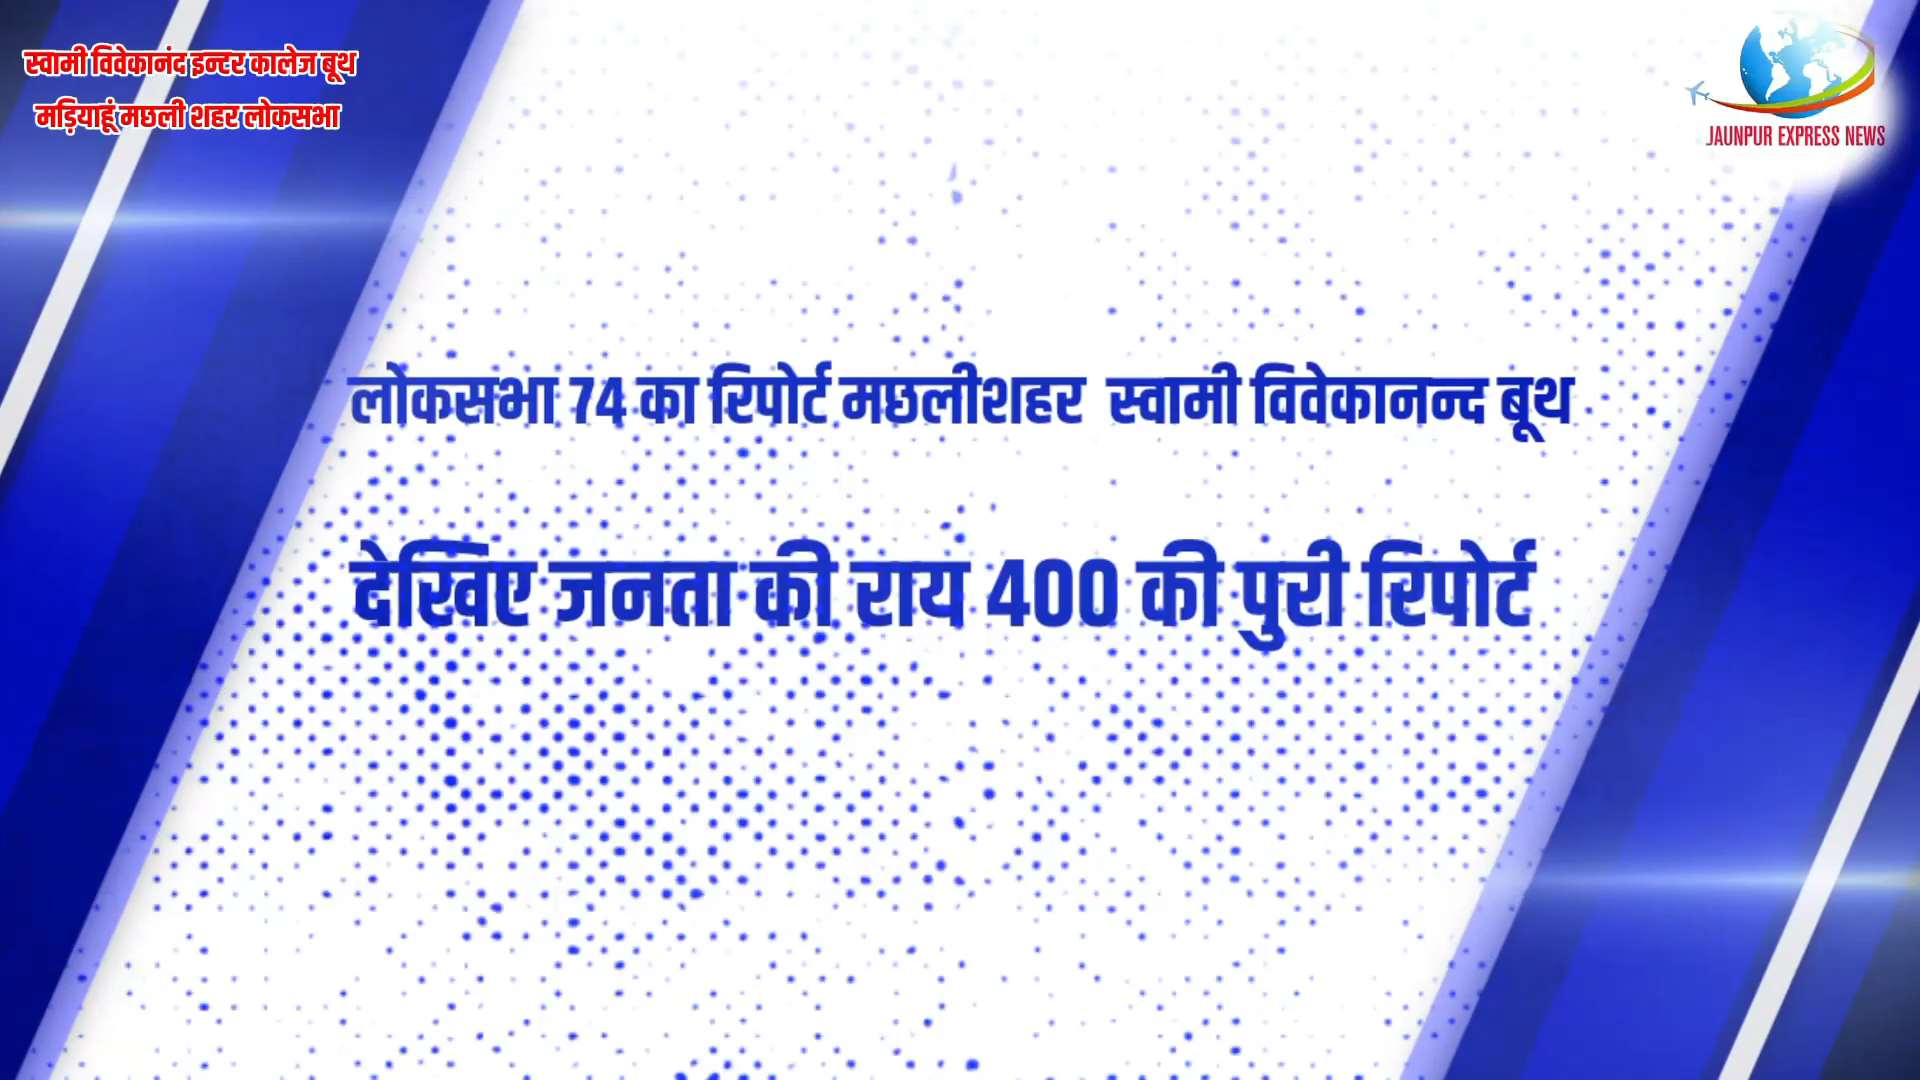 स्वामी विवेकानंद इन्टर कालेज बूथ
मड़ियाहूं मछली शहर लोकसभा
JAUNPUR EXPRESS NEWS
लोकसभा 74 का रिपोर्ट मछलीशहर स्वामी विवेकानन्द बूथ
देखिए जनता की राय 400 की पुरी रिपोर्ट